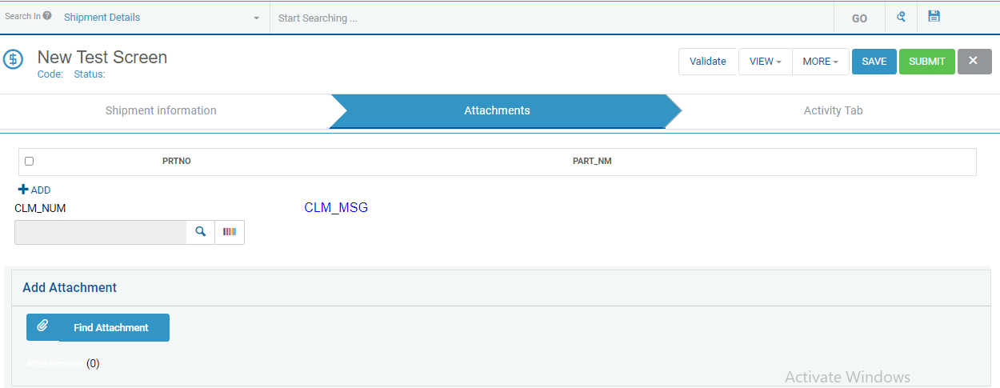 Search In Shipment Details Start Searching ... GO
New Test Screen
Code: Status:
Validate VIEW MORE SAVE SUBMIT
Shipment information Attachments Activity Tab
PRTNO PART_NM
ADD
CLM_NUM CLM_MSG
Add Attachment
Find Attachment
Attachments (0)
Activate Windows